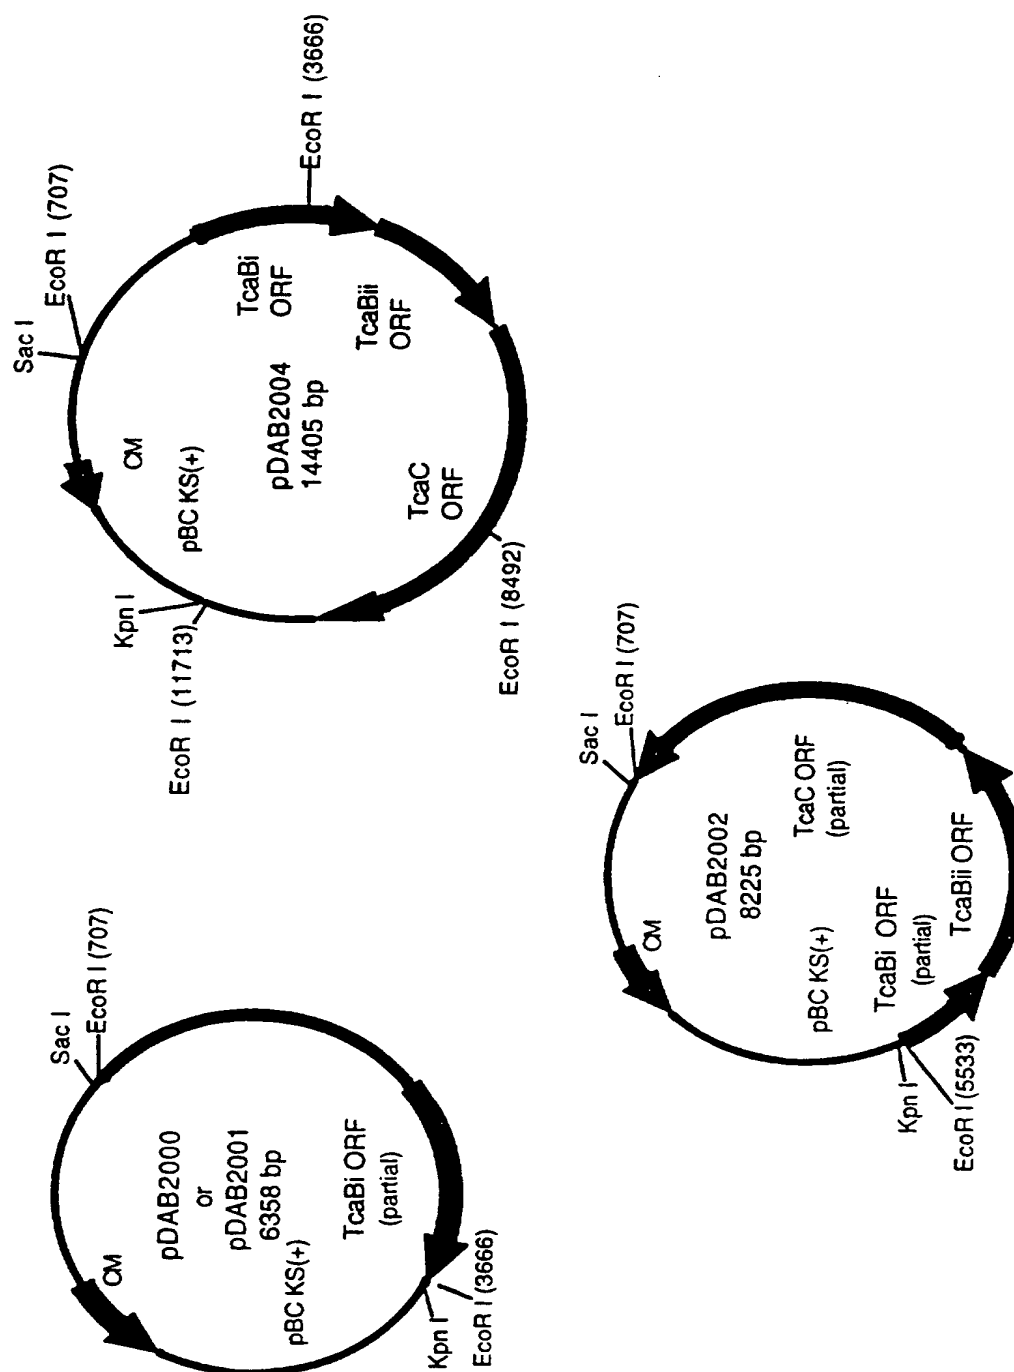 Sac I
EcoR I (707)
CM
pDAB2000
or
pDAB2001
6358 bp
pBC KS(+)
TcaBi ORF
(partial)
Kpn I
EcoR I (3666)
Sac I
EcoR I (707)
EcoR I (3666)
CM
pBC KS(+)
TcaBi
ORF
TcaBii
ORF
pDAB2004
14405 bp
TcaC
ORF
Kpn I
EcoR I (11713)
EcoR I (8492)
Sac I
EcoR I (707)
CM
pDAB2002
8225 bp
TcaC ORF
(partial)
pBC KS(+)
TcaBi ORF
(partial)
TcaBii ORF
Kpn I
EcoR I (5533)